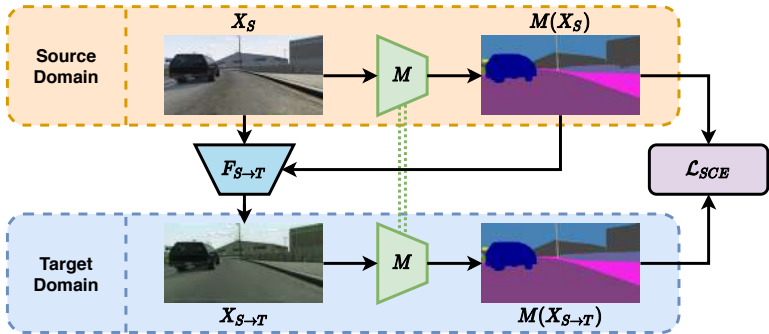 X_S
M(X_S)
Source
Domain
M
F_{S→T}
ℒ_{SCE}
Target
Domain
M
X_{S→T}
M(X_{S→T})